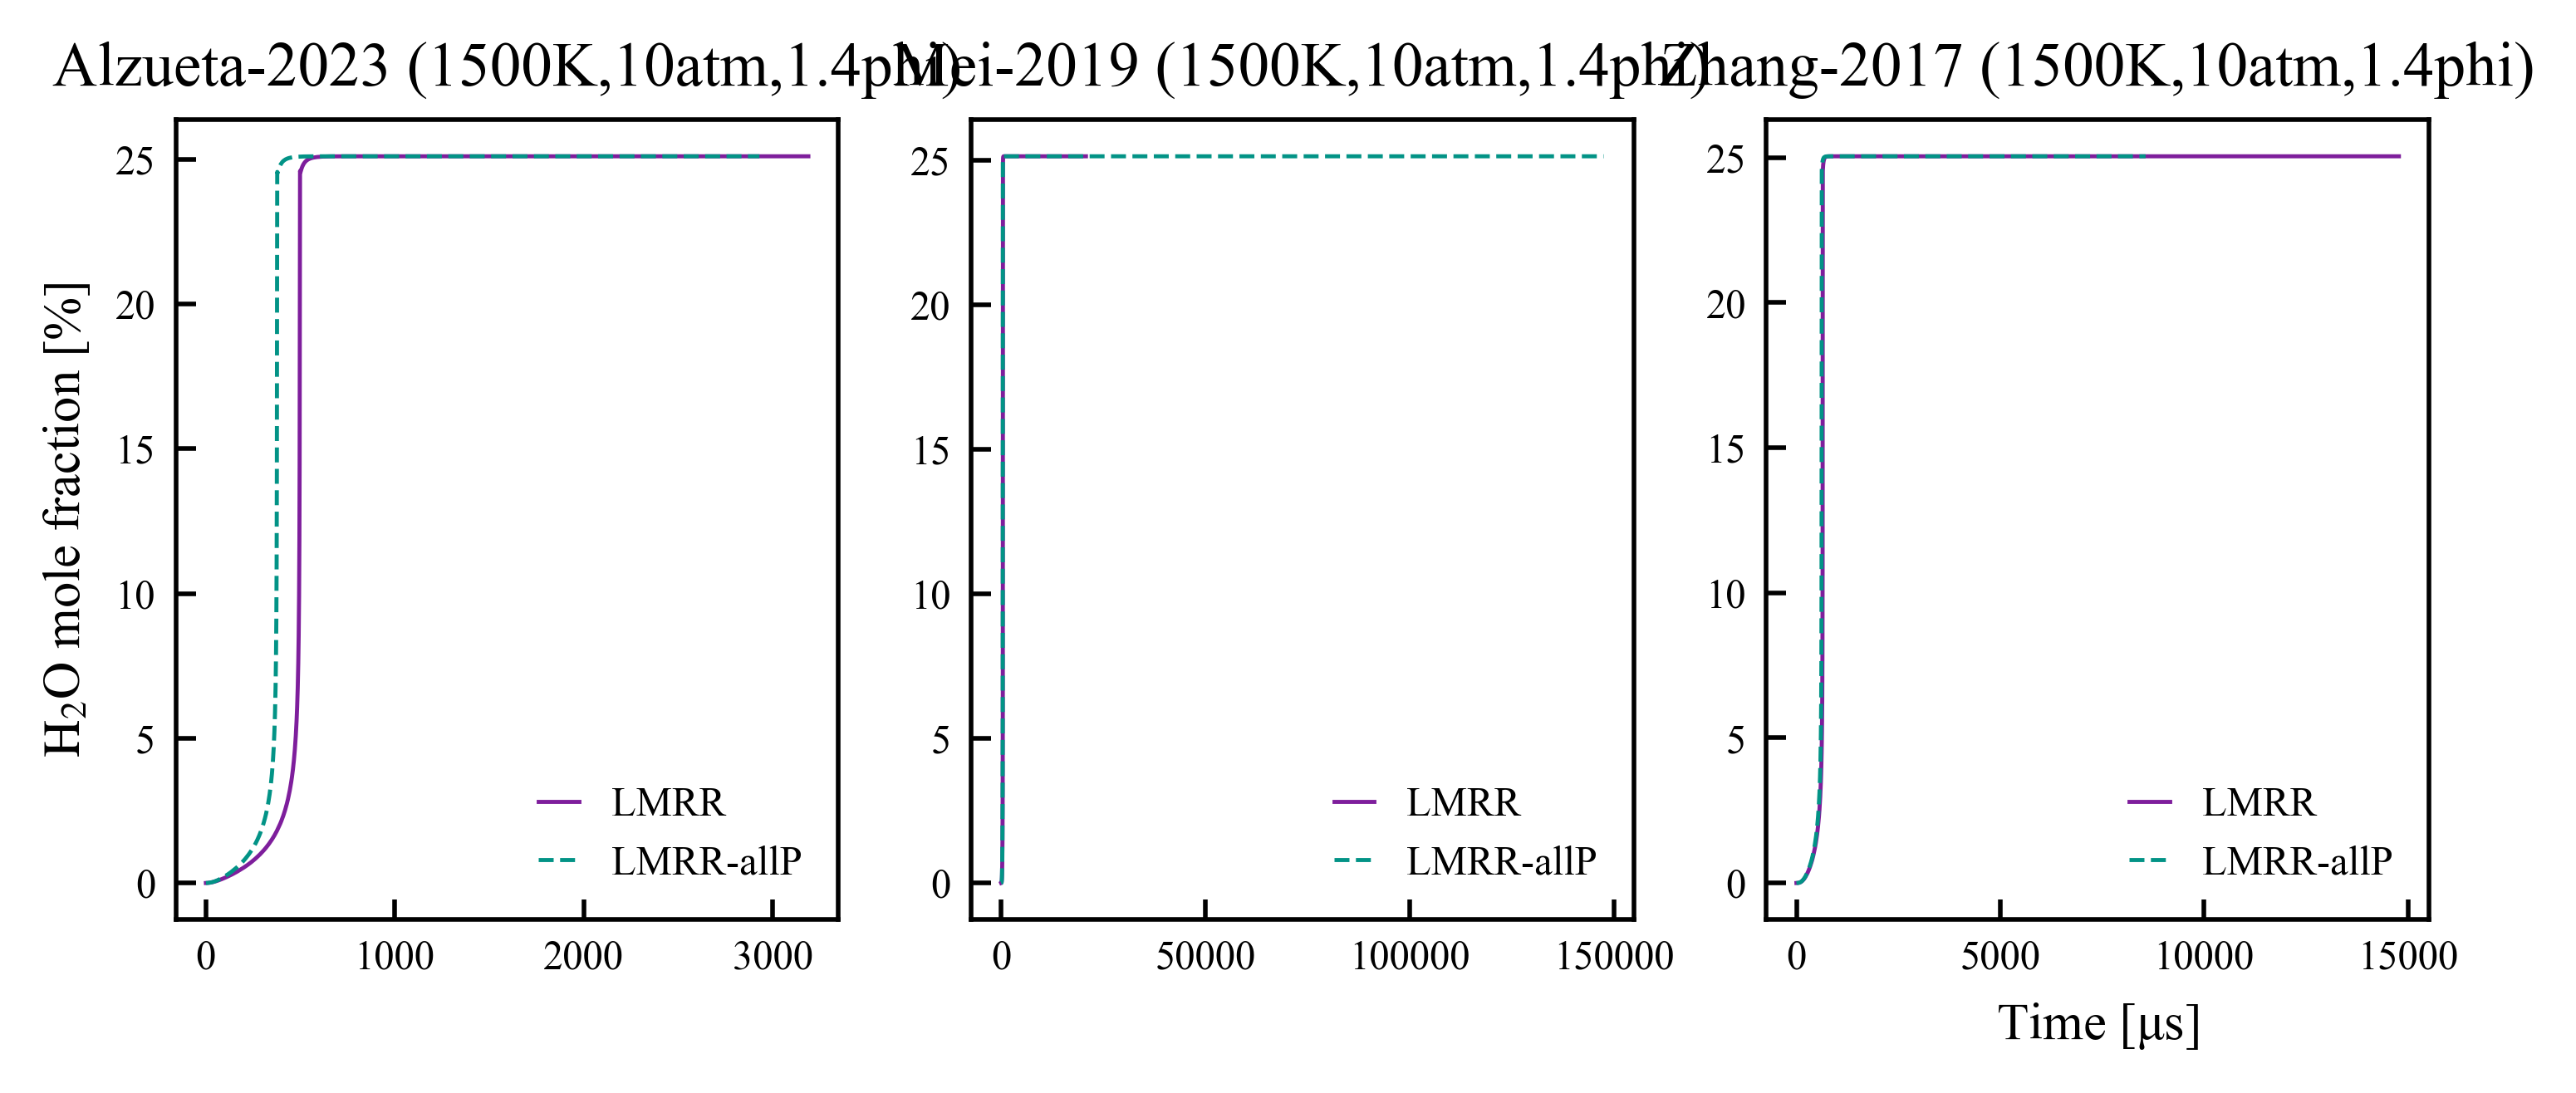 Alzueta-2023 (1500K,10atm,1.4phi)
Mei-2019 (1500K,10atm,1.4phi)
Zhang-2017 (1500K,10atm,1.4phi)
H₂O mole fraction [%]
25
20
15
10
5
0
0 1000 2000 3000
LMRR
LMRR-allP
25
20
15
10
5
0
0 50000 100000 150000
LMRR
LMRR-allP
25
20
15
10
5
0
0 5000 10000 15000
LMRR
LMRR-allP
Time [μs]